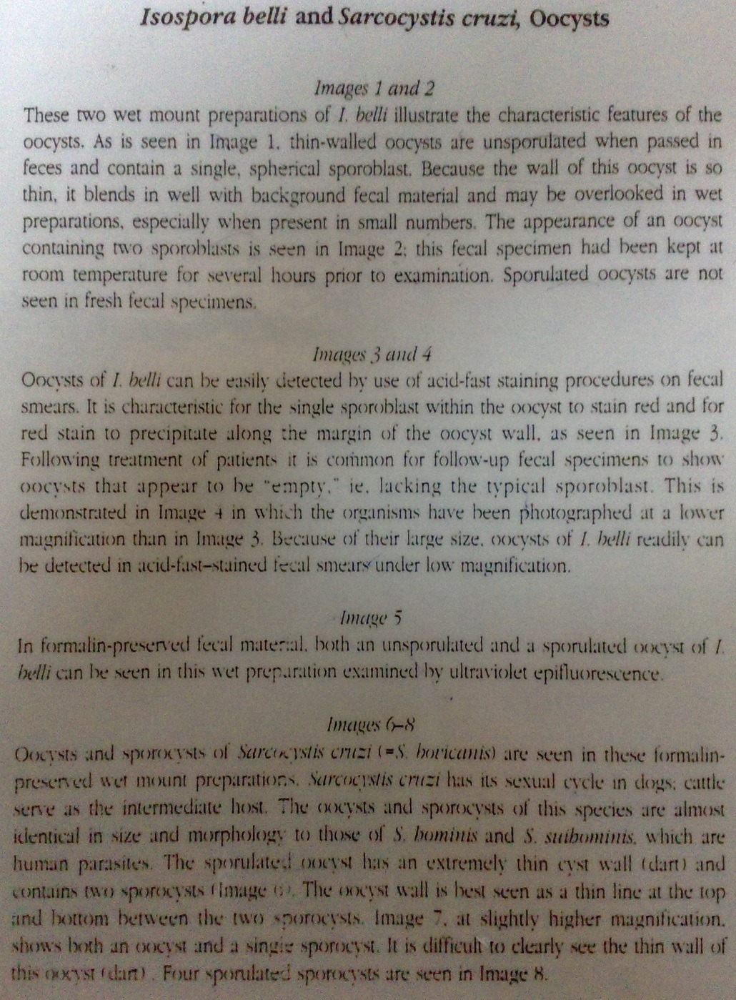 Isospora belli and Sarcocystis cruzi, Oocysts
Images 1 and 2
These two wet mount preparations of I. belli illustrate the characteristic features of the
oocysts. As is seen in Image 1, thin-walled oocysts are unsporulated when passed in
feces and contain a single, spherical sporoblast. Because the wall of this oocyst is so
thin, it blends in well with background fecal material and may be overlooked in wet
preparations, especially when present in small numbers. The appearance of an oocyst
containing two sporoblasts is seen in Image 2; this fecal specimen had been kept at
room temperature for several hours prior to examination. Sporulated oocysts are not
seen in fresh fecal specimens.
Images 3 and 4
Oocysts of I. belli can be easily detected by use of acid-fast staining procedures on fecal
smears. It is characteristic for the single sporoblast within the oocyst to stain red and for
red stain to precipitate along the margin of the oocyst wall, as seen in Image 3.
Following treatment of patients it is common for follow-up fecal specimens to show
oocysts that appear to be "empty," ie, lacking the typical sporoblast. This is
demonstrated in Image 4 in which the organisms have been photographed at a lower
magnification than in Image 3. Because of their large size, oocysts of I. belli readily can
be detected in acid-fast–stained fecal smears under low magnification.
Image 5
In formalin-preserved fecal material, both an unsporulated and a sporulated oocyst of I.
belli can be seen in this wet preparation examined by ultraviolet epifluorescence.
Images 6–8
Oocysts and sporocysts of Sarcocystis cruzi (=S. bovicanis) are seen in these formalin-
preserved wet mount preparations. Sarcocystis cruzi has its sexual cycle in dogs; cattle
serve as the intermediate host. The oocysts and sporocysts of this species are almost
identical in size and morphology to those of S. hominis and S. suihominis, which are
human parasites. The sporulated oocyst has an extremely thin cyst wall (dart) and
contains two sporocysts (Image 6). The oocyst wall is best seen as a thin line at the top
and bottom between the two sporocysts. Image 7, at slightly higher magnification,
shows both an oocyst and a single sporocyst. It is difficult to clearly see the thin wall of
this oocyst (dart). Four sporulated sporocysts are seen in Image 8.